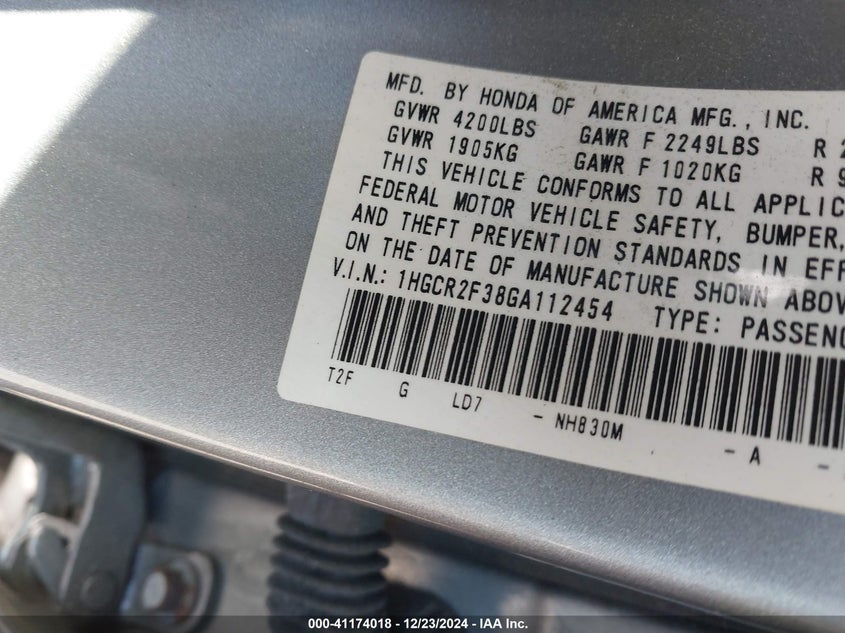 MFD. BY HONDA OF AMERICA MFG., INC.
GVWR 4200LBS GAWR F 2249LBS R 2
GVWR 1905KG GAWR F 1020KG R 9
THIS VEHICLE CONFORMS TO ALL APPLIC
FEDERAL MOTOR VEHICLE SAFETY, BUMPER,
AND THEFT PREVENTION STANDARDS IN EFF
ON THE DATE OF MANUFACTURE SHOWN ABOV
V.I.N.: 1HGCR2F38GA112454 TYPE: PASSENG
T2F G LD7 - NH830M - A -
000-41174018 - 12/23/2024 - IAA Inc.